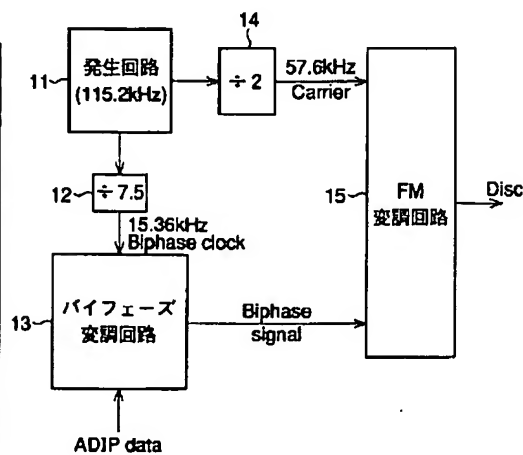 14
発生回路
(115.2kHz)
11
÷2
57.6kHz
Carrier
12
÷7.5
15.36kHz
Biphase clock
15
FM
変調回路
Disc
バイフェーズ
変調回路
13
Biphase
signal
ADIP data